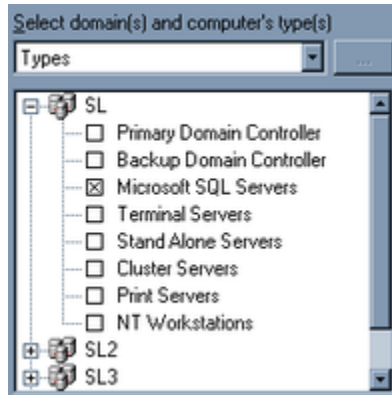 Select domain(s) and computer's type(s)
Types
...
SL
Primary Domain Controller
Backup Domain Controller
Microsoft SQL Servers
Terminal Servers
Stand Alone Servers
Cluster Servers
Print Servers
NT Workstations
SL2
SL3